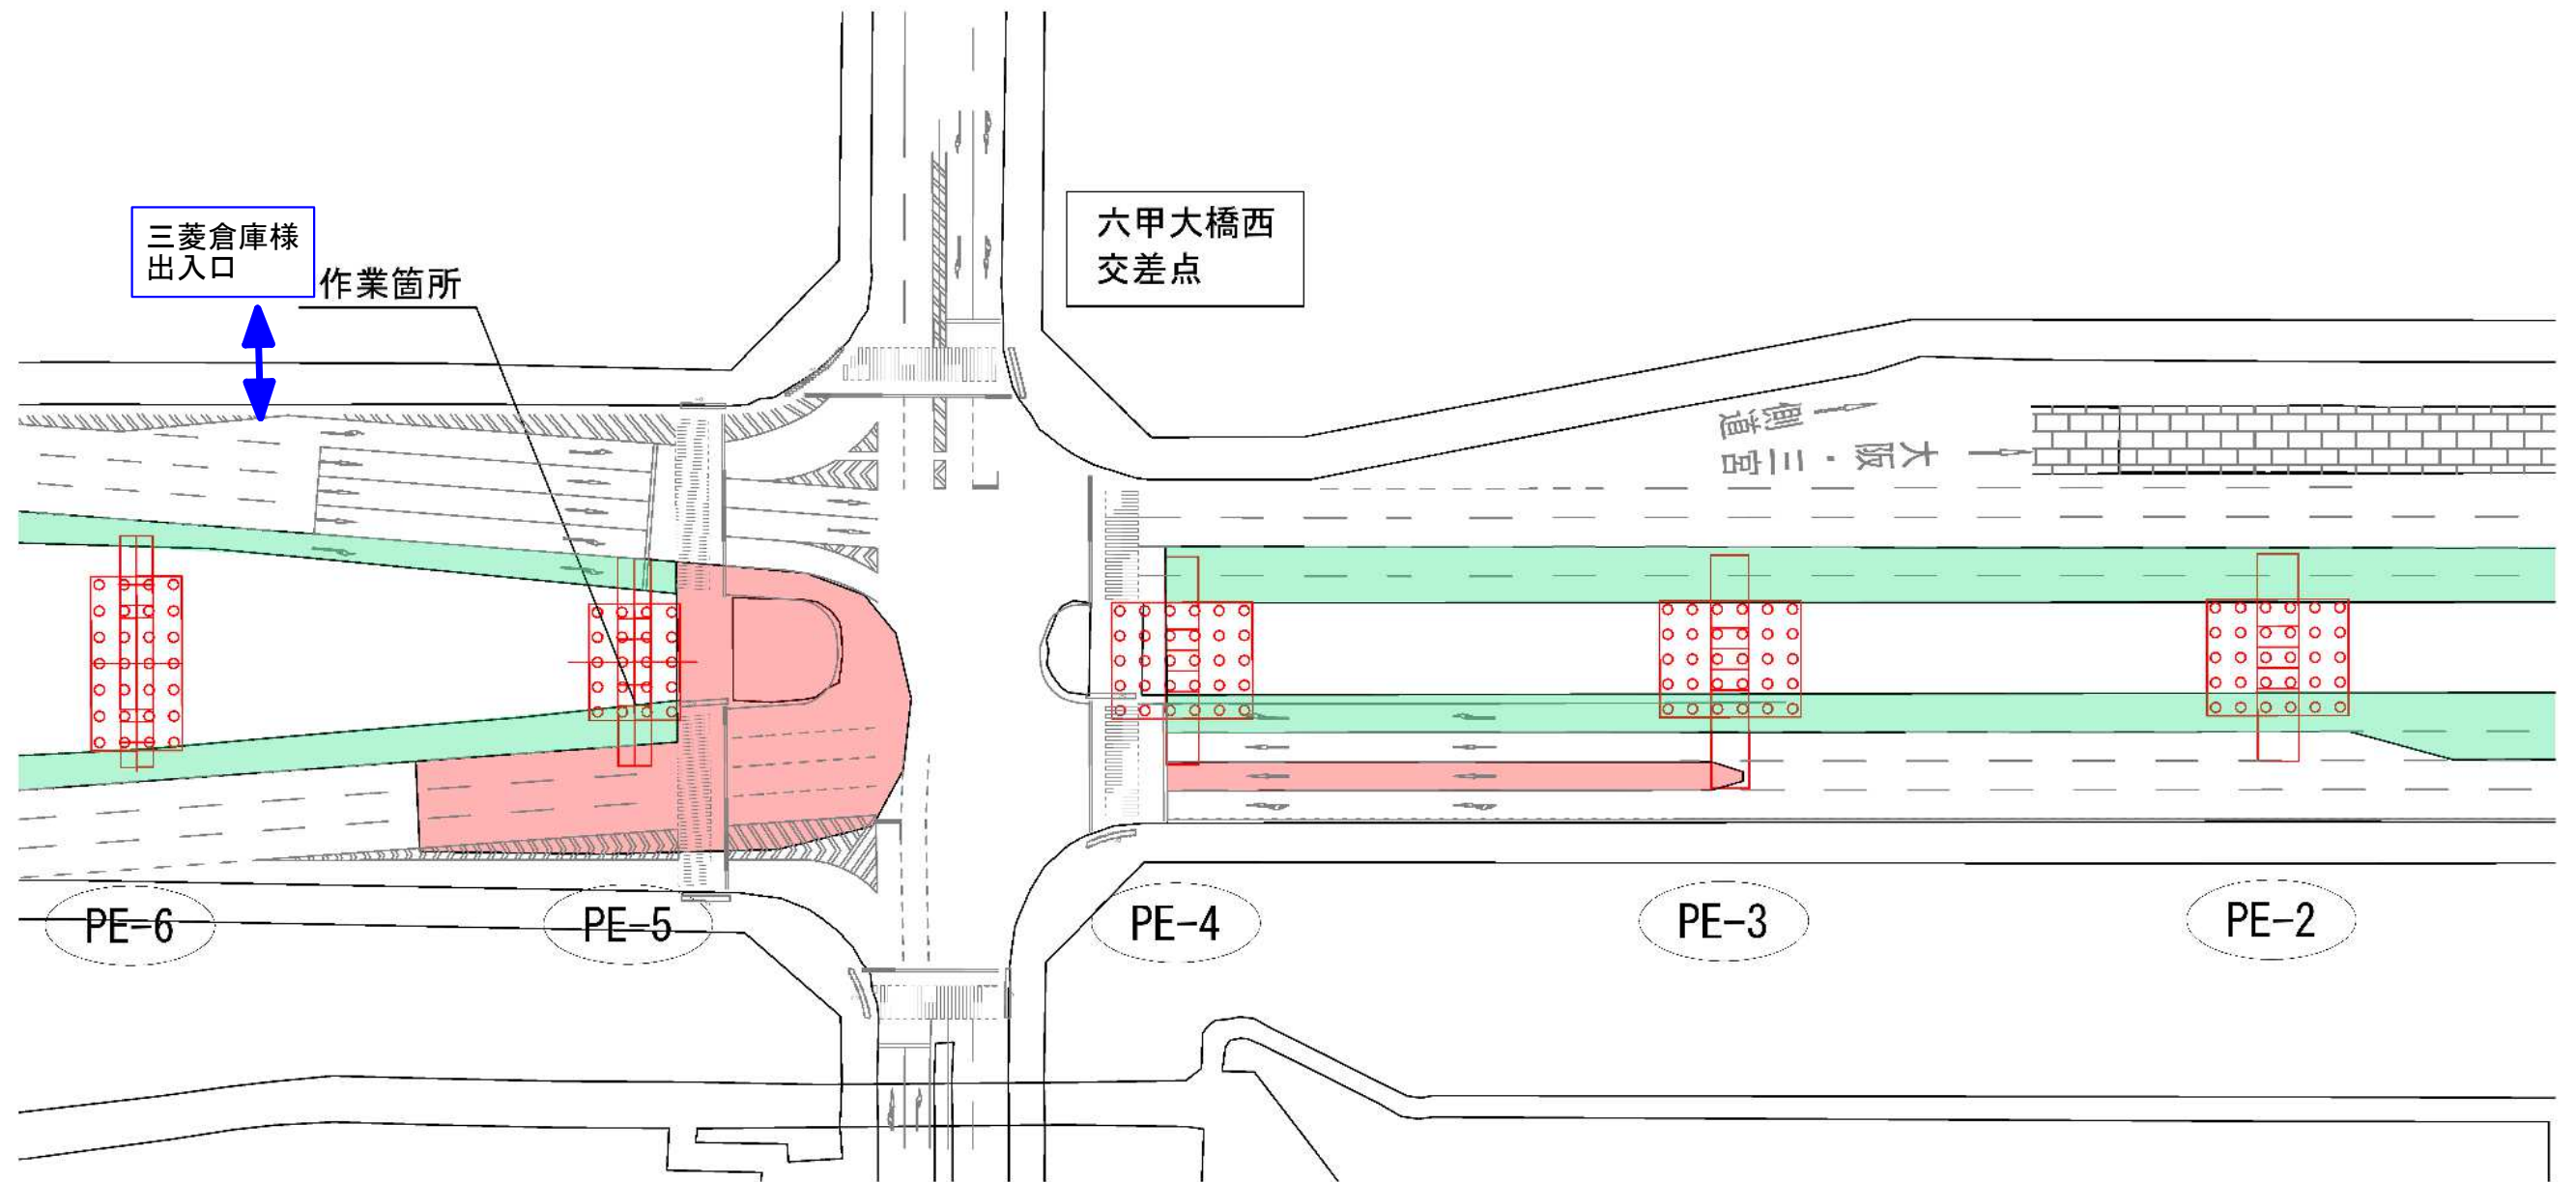 三菱倉庫様
出入口
作業箇所
六甲大橋西
交差点
側道
大阪・三宮
PE-6
PE-5
PE-4
PE-3
PE-2